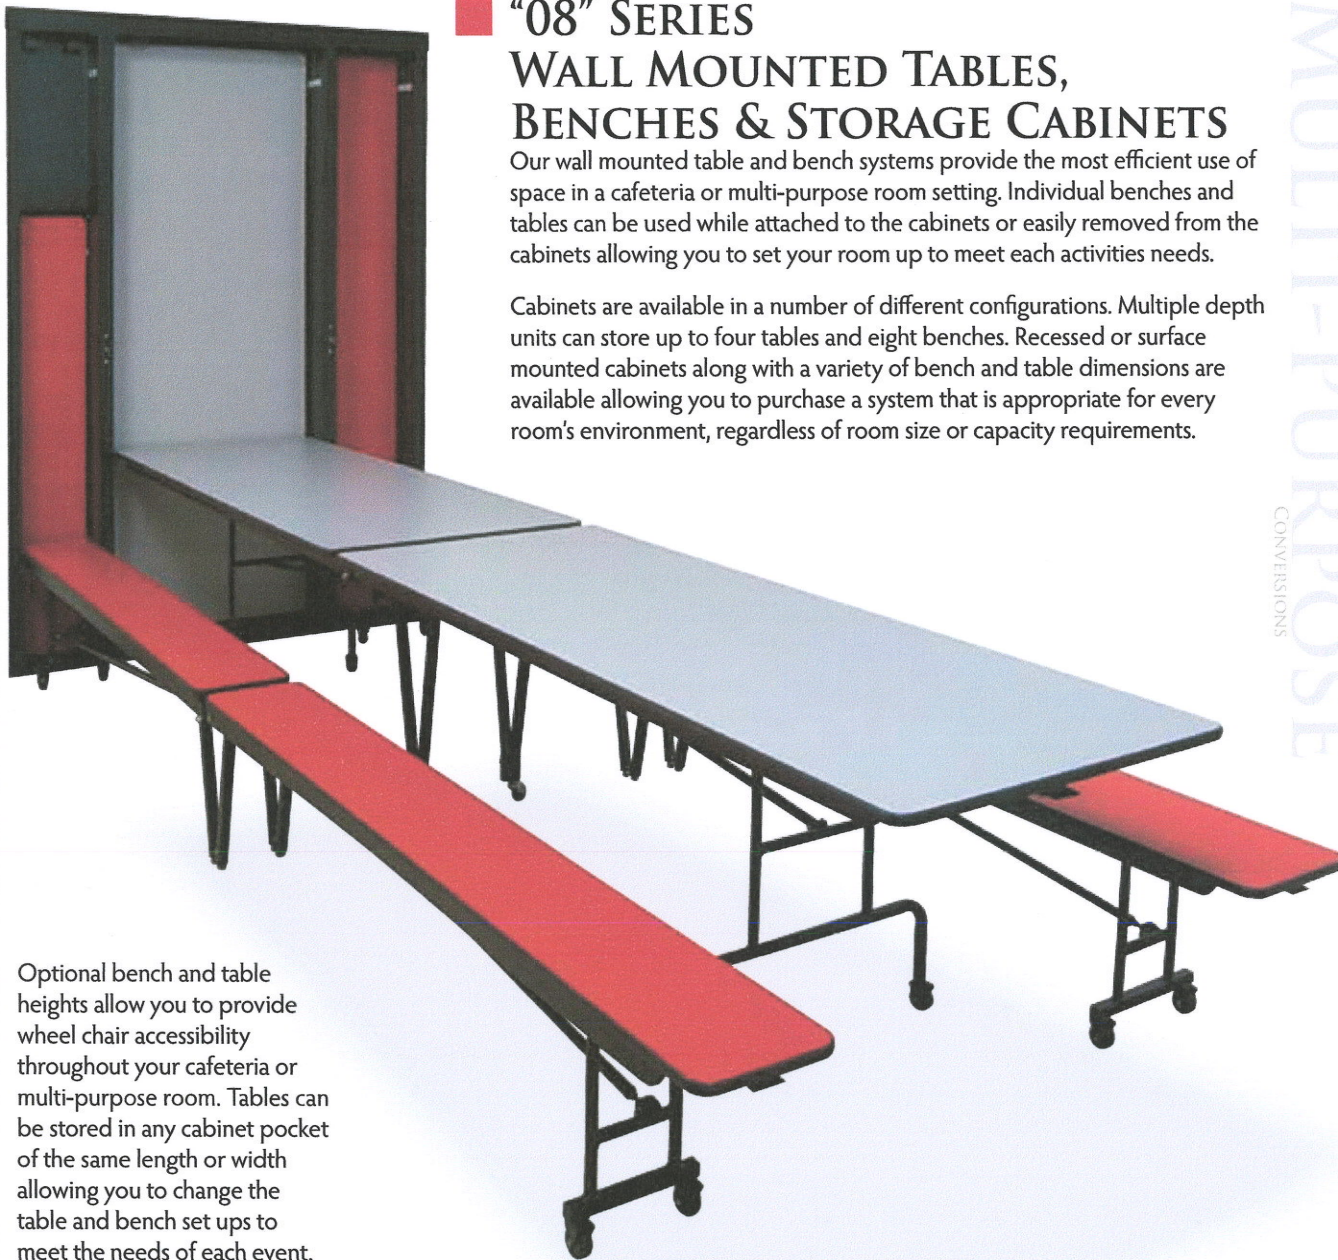 “08” SERIES
WALL MOUNTED TABLES,
BENCHES & STORAGE CABINETS
Our wall mounted table and bench systems provide the most efficient use of
space in a cafeteria or multi-purpose room setting. Individual benches and
tables can be used while attached to the cabinets or easily removed from the
cabinets allowing you to set your room up to meet each activities needs.
Cabinets are available in a number of different configurations. Multiple depth
units can store up to four tables and eight benches. Recessed or surface
mounted cabinets along with a variety of bench and table dimensions are
available allowing you to purchase a system that is appropriate for every
room's environment, regardless of room size or capacity requirements.
MULTI-PURPOSE
CONVERSIONS
Optional bench and table
heights allow you to provide
wheel chair accessibility
throughout your cafeteria or
multi-purpose room. Tables can
be stored in any cabinet pocket
of the same length or width
allowing you to change the
table and bench set ups to
meet the needs of each event.